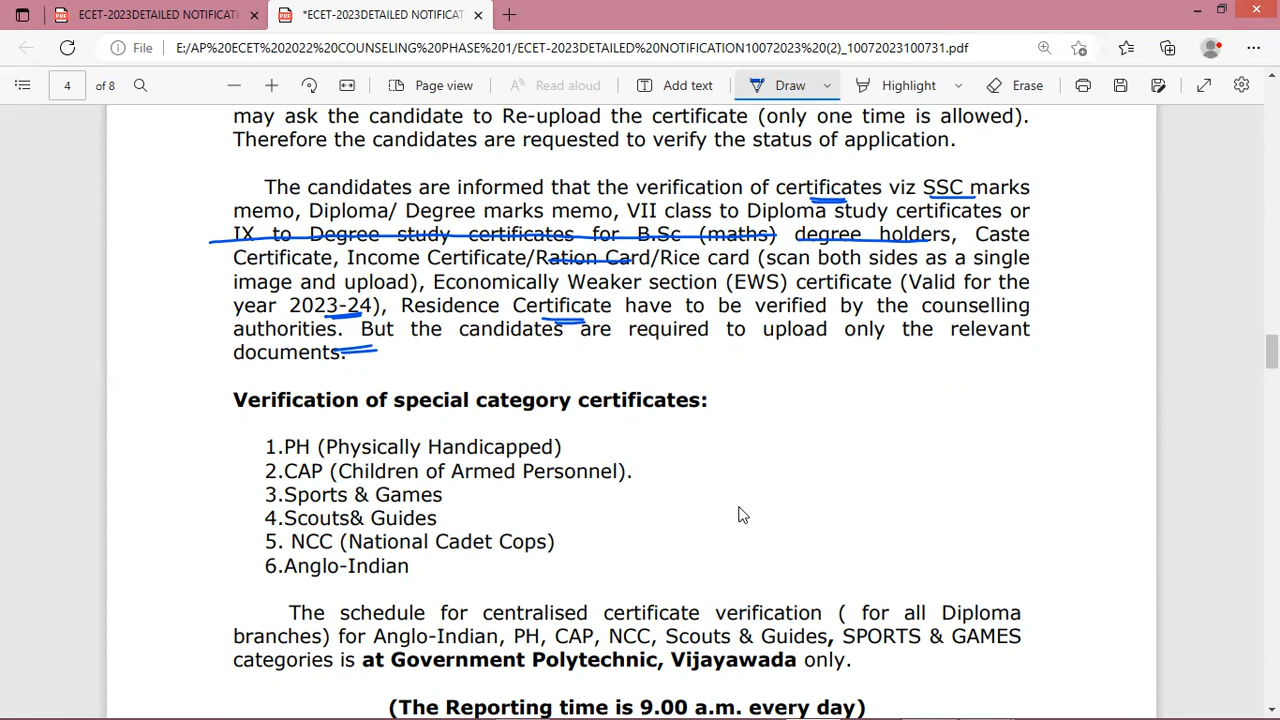 ECET-2023DETAILED NOTIFICATI
*ECET-2023DETAILED NOTIFICAT
File E:/AP%20ECET%202022%20COUNSELING%20PHASE%201/ECET-2023DETAILED%20NOTIFICATION10072023%20(2)_10072023100731.pdf
4 of 8 Page view Read aloud Add text Draw Highlight Erase
may ask the candidate to Re-upload the certificate (only one time is allowed).
Therefore the candidates are requested to verify the status of application.
The candidates are informed that the verification of certificates viz SSC marks
memo, Diploma/ Degree marks memo, VII class to Diploma study certificates or
IX to Degree study certificates for B.Sc (maths) degree holders, Caste
Certificate, Income Certificate/Ration Card/Rice card (scan both sides as a single
image and upload), Economically Weaker section (EWS) certificate (Valid for the
year 2023-24), Residence Certificate have to be verified by the counselling
authorities. But the candidates are required to upload only the relevant
documents.
Verification of special category certificates:
1.PH (Physically Handicapped)
2.CAP (Children of Armed Personnel).
3.Sports & Games
4.Scouts& Guides
5. NCC (National Cadet Cops)
6.Anglo-Indian
The schedule for centralised certificate verification ( for all Diploma
branches) for Anglo-Indian, PH, CAP, NCC, Scouts & Guides, SPORTS & GAMES
categories is at Government Polytechnic, Vijayawada only.
(The Reporting time is 9.00 a.m. every day)